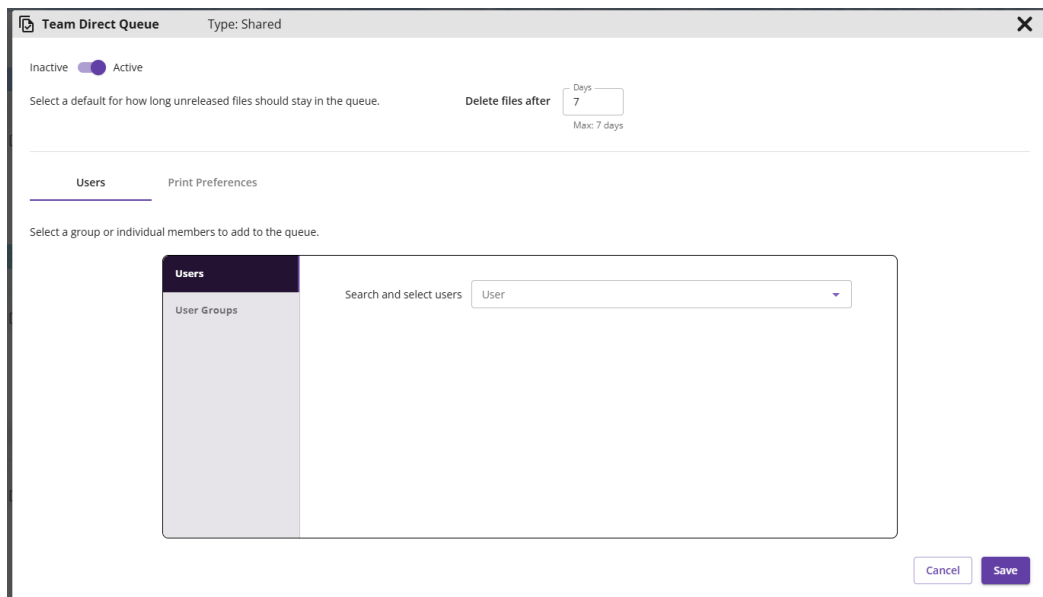 Team Direct Queue Type: Shared
Inactive Active
Select a default for how long unreleased files should stay in the queue. Delete files after Days 7
Max: 7 days
Users Print Preferences
Select a group or individual members to add to the queue.
Users
Search and select users User
User Groups
Cancel Save